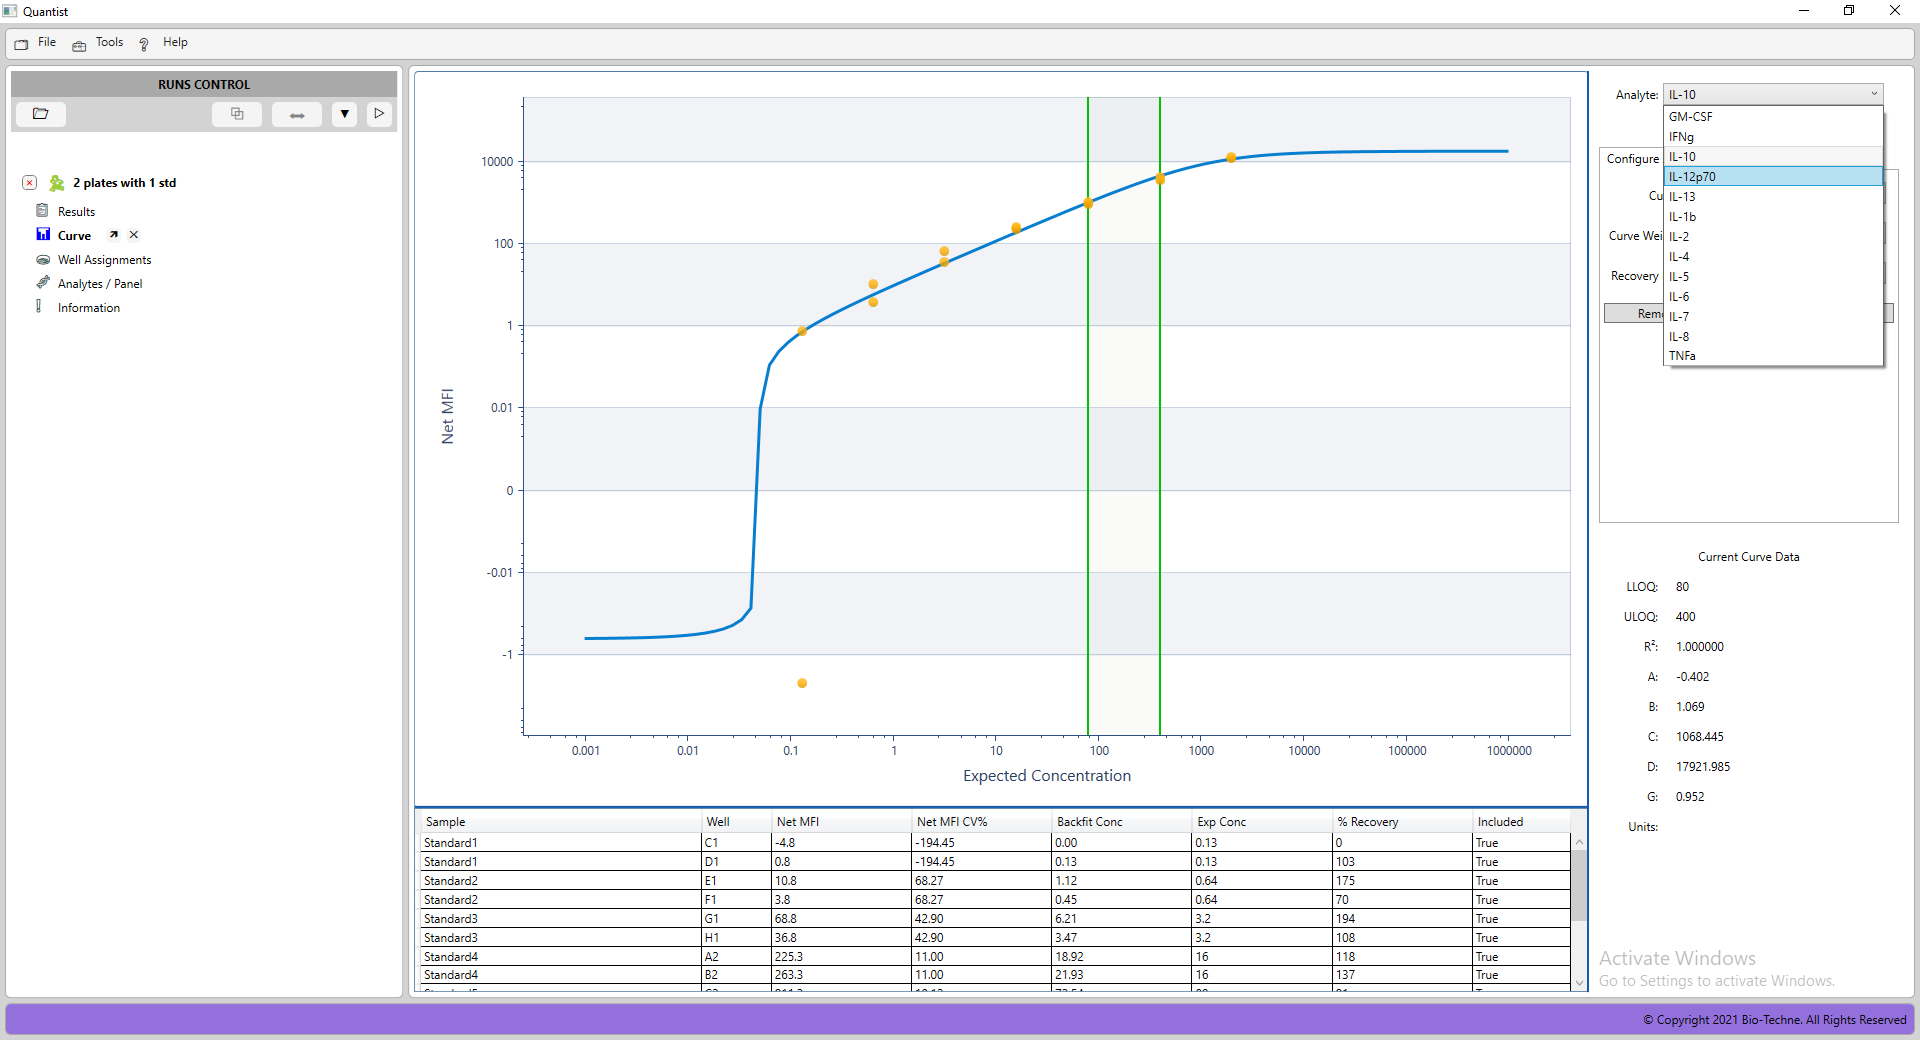 Quantist
File Tools Help
RUNS CONTROL
2 plates with 1 std
Results
Curve
Well Assignments
Analytes / Panel
Information
10000
100
1
0.01
0
-0.01
-1
Net MFI
0.001 0.01 0.1 1 10 100 1000 10000 100000 1000000
Expected Concentration
Analyte: IL-10
GM-CSF
IFNg
IL-10
IL-12p70
IL-13
IL-1b
IL-2
IL-4
IL-5
IL-6
IL-7
IL-8
TNFa
Configure
Cu
Curve Wei
Recovery
Rem
Current Curve Data
LLOQ: 80
ULOQ: 400
R²: 1.000000
A: -0.402
B: 1.069
C: 1068.445
D: 17921.985
G: 0.952
Units:
Sample Well Net MFI Net MFI CV% Backfit Conc Exp Conc % Recovery Included
Standard1 C1 -4.8 -194.45 0.00 0.13 0 True
Standard1 D1 0.8 -194.45 0.13 0.13 103 True
Standard2 E1 10.8 68.27 1.12 0.64 175 True
Standard2 F1 3.8 68.27 0.45 0.64 70 True
Standard3 G1 68.8 42.90 6.21 3.2 194 True
Standard3 H1 36.8 42.90 3.47 3.2 108 True
Standard4 A2 225.3 11.00 18.92 16 118 True
Standard4 B2 263.3 11.00 21.93 16 137 True
Activate Windows
Go to Settings to activate Windows.
© Copyright 2021 Bio-Techne. All Rights Reserved